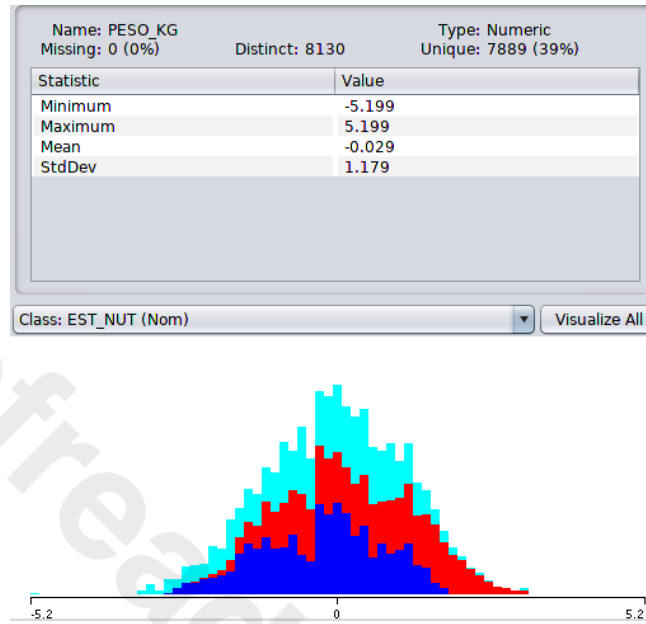 Name: PESO_KG Type: Numeric
Missing: 0 (0%) Distinct: 8130 Unique: 7889 (39%)
Statistic Value
Minimum -5.199
Maximum 5.199
Mean -0.029
StdDev 1.179
Class: EST_NUT (Nom) Visualize All
-5.2 0 5.2